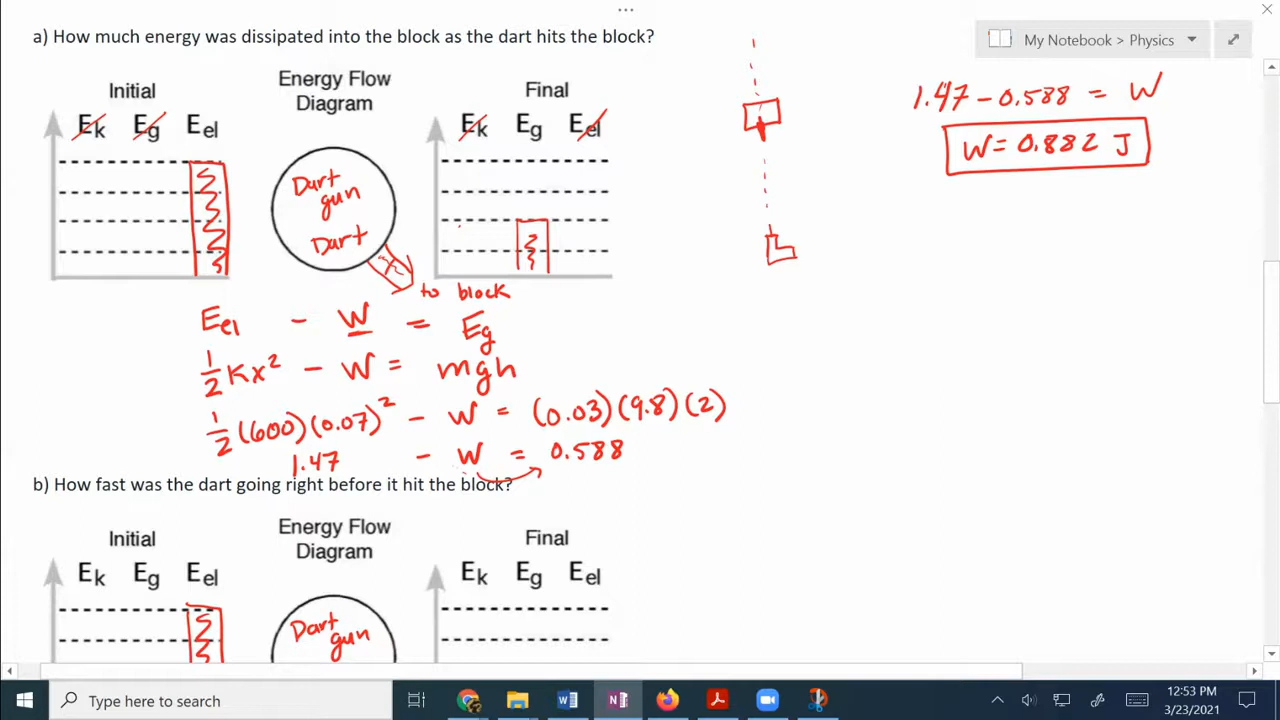 a) How much energy was dissipated into the block as the dart hits the block?
My Notebook > Physics
Initial
Energy Flow
Diagram
Final
Ek Eg Eel
Ek Eg Eel
Dart
gun
Dart
to block
1.47 - 0.588 = W
W = 0.882 J
Eel - W = Eg
1/2 Kx² - W = mgh
1/2 (600)(0.07)² - W = (0.03)(9.8)(2)
1.47 - W = 0.588
b) How fast was the dart going right before it hit the block?
Initial
Energy Flow
Diagram
Final
Ek Eg Eel
Ek Eg Eel
Dart
gun
Type here to search
12:53 PM
3/23/2021